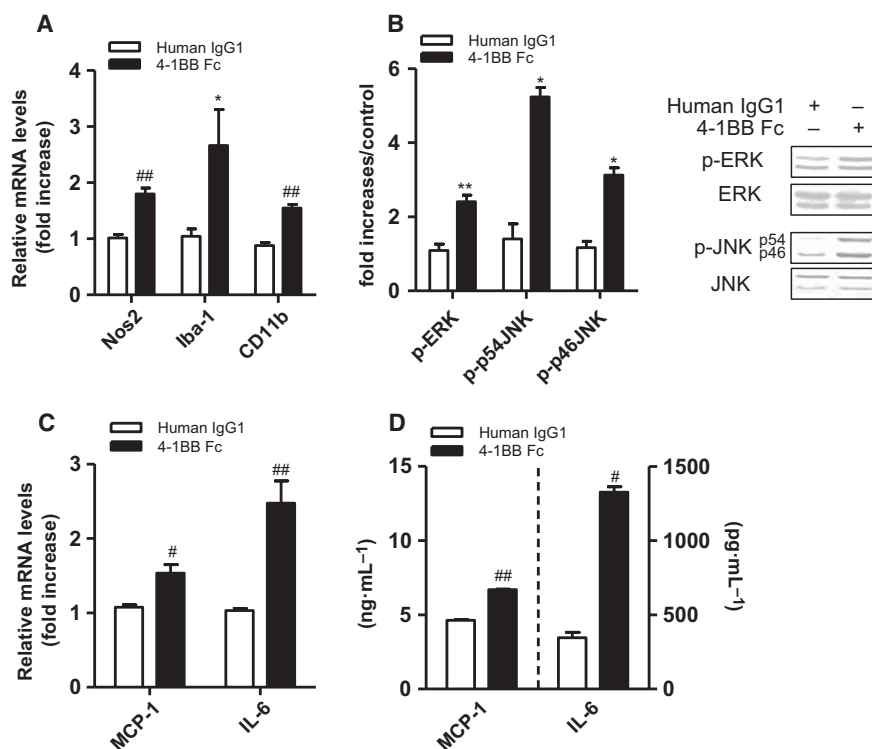 A
Human IgG1
4-1BB Fc
Relative mRNA levels
(fold increase)
4
3
2
1
0
*
##
##
Nos2
Iba-1
CD11b
B
Human IgG1
4-1BB Fc
fold increases/control
6
4
2
0
**
*
*
p-ERK
p-p54JNK
p-p46JNK
Human IgG1 + –
4-1BB Fc – +
p-ERK
ERK
p-JNK p54
p46
JNK
C
Human IgG1
4-1BB Fc
Relative mRNA levels
(fold increase)
3
2
1
0
#
##
MCP-1
IL-6
D
Human IgG1
4-1BB Fc
(ng·mL⁻¹)
15
10
5
0
##
#
1500
1000
500
0
(pg·mL⁻¹)
MCP-1
IL-6